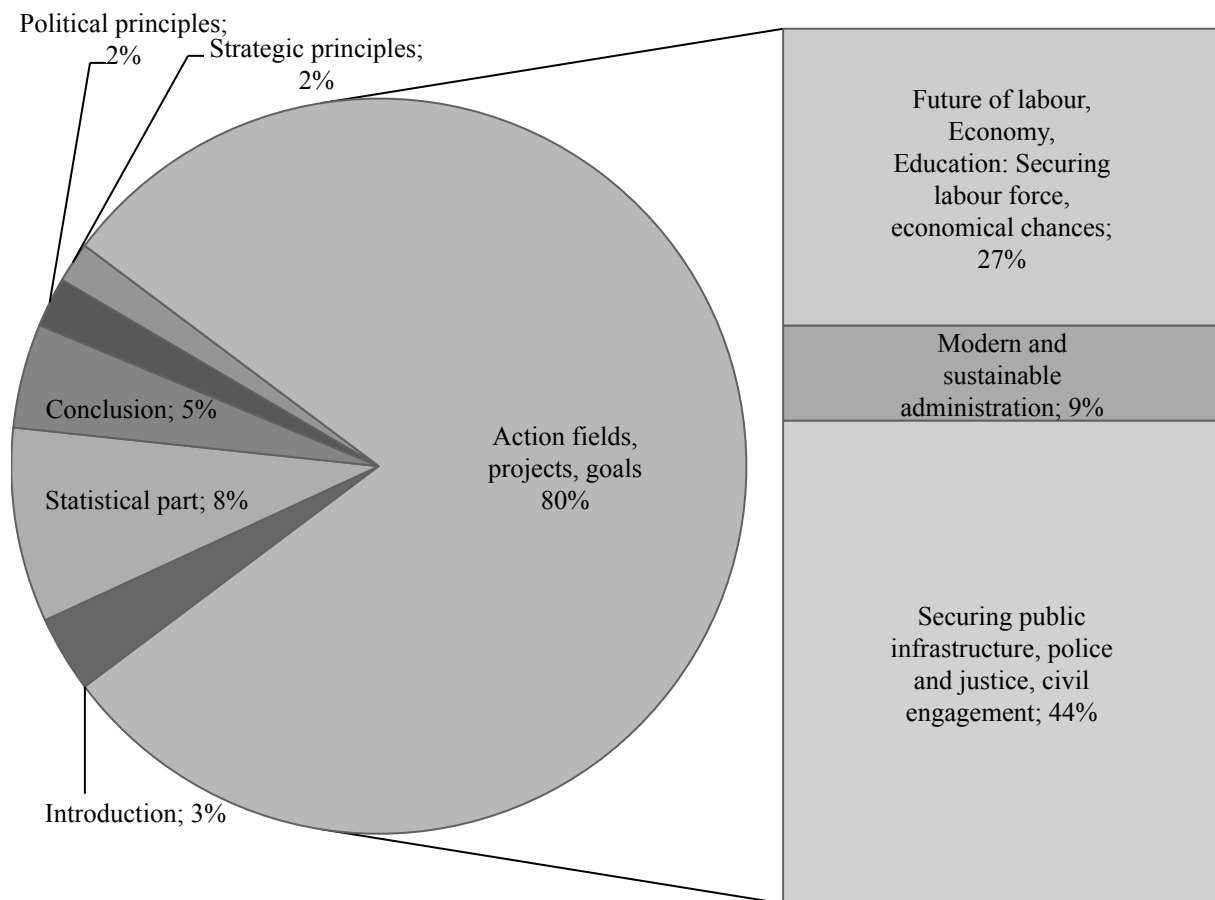 Political principles;
2%
Strategic principles;
2%
Conclusion; 5%
Statistical part; 8%
Introduction; 3%
Action fields,
projects, goals
80%
Future of labour,
Economy,
Education: Securing
labour force,
economical chances;
27%
Modern and
sustainable
administration; 9%
Securing public
infrastructure, police
and justice, civil
engagement; 44%